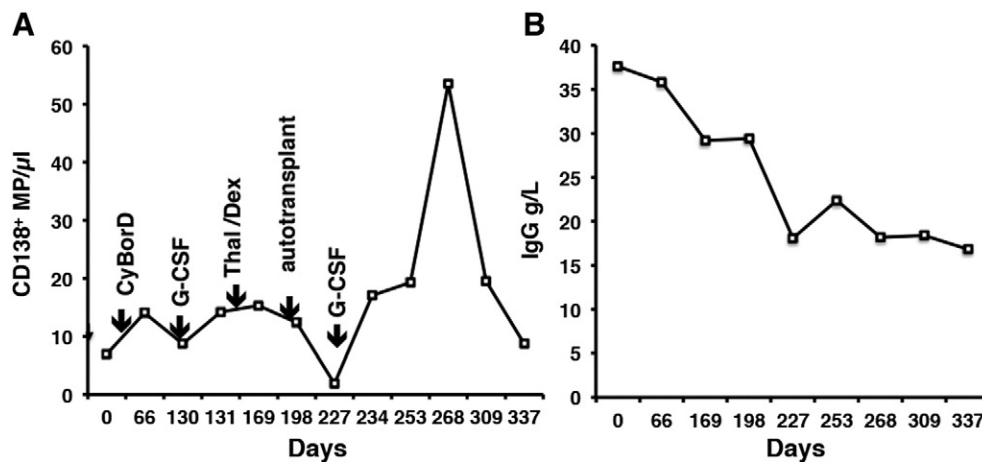 A
CD138+ MP/µl
60
50
40
30
20
10
0
CyBorD
G-CSF
Thal /Dex
autotransplant
G-CSF
0 66 130 131 169 198 227 234 253 268 309 337
Days
B
IgG g/L
40
35
30
25
20
15
10
5
0
0 66 169 198 227 253 268 309 337
Days